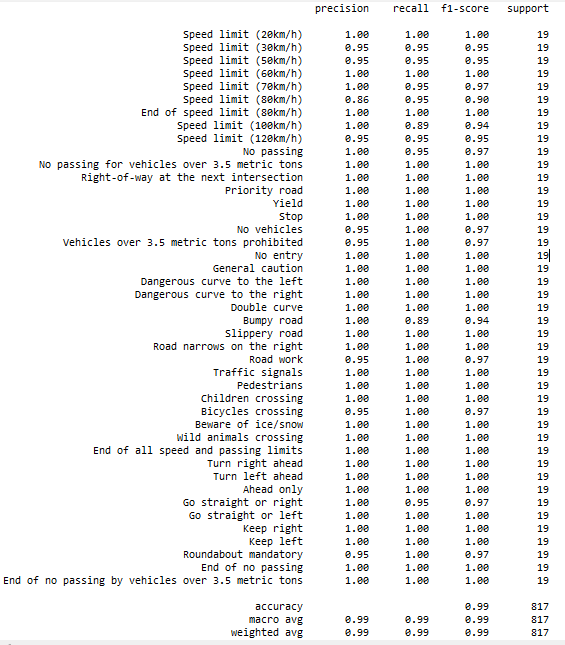 precision recall f1-score support
Speed limit (20km/h) 1.00 1.00 1.00 19
Speed limit (30km/h) 0.95 0.95 0.95 19
Speed limit (50km/h) 0.95 0.95 0.95 19
Speed limit (60km/h) 1.00 1.00 1.00 19
Speed limit (70km/h) 1.00 0.95 0.97 19
Speed limit (80km/h) 0.86 0.95 0.90 19
End of speed limit (80km/h) 1.00 1.00 1.00 19
Speed limit (100km/h) 1.00 0.89 0.94 19
Speed limit (120km/h) 0.95 0.95 0.95 19
No passing 1.00 0.95 0.97 19
No passing for vehicles over 3.5 metric tons 1.00 1.00 1.00 19
Right-of-way at the next intersection 1.00 1.00 1.00 19
Priority road 1.00 1.00 1.00 19
Yield 1.00 1.00 1.00 19
Stop 1.00 1.00 1.00 19
No vehicles 0.95 1.00 0.97 19
Vehicles over 3.5 metric tons prohibited 0.95 1.00 0.97 19
No entry 1.00 1.00 1.00 19
General caution 1.00 1.00 1.00 19
Dangerous curve to the left 1.00 1.00 1.00 19
Dangerous curve to the right 1.00 1.00 1.00 19
Double curve 1.00 1.00 1.00 19
Bumpy road 1.00 0.89 0.94 19
Slippery road 1.00 1.00 1.00 19
Road narrows on the right 1.00 1.00 1.00 19
Road work 0.95 1.00 0.97 19
Traffic signals 1.00 1.00 1.00 19
Pedestrians 1.00 1.00 1.00 19
Children crossing 1.00 1.00 1.00 19
Bicycles crossing 0.95 1.00 0.97 19
Beware of ice/snow 1.00 1.00 1.00 19
Wild animals crossing 1.00 1.00 1.00 19
End of all speed and passing limits 1.00 1.00 1.00 19
Turn right ahead 1.00 1.00 1.00 19
Turn left ahead 1.00 1.00 1.00 19
Ahead only 1.00 1.00 1.00 19
Go straight or right 1.00 0.95 0.97 19
Go straight or left 1.00 1.00 1.00 19
Keep right 1.00 1.00 1.00 19
Keep left 1.00 1.00 1.00 19
Roundabout mandatory 0.95 1.00 0.97 19
End of no passing 1.00 1.00 1.00 19
End of no passing by vehicles over 3.5 metric tons 1.00 1.00 1.00 19
accuracy 0.99 817
macro avg 0.99 0.99 0.99 817
weighted avg 0.99 0.99 0.99 817